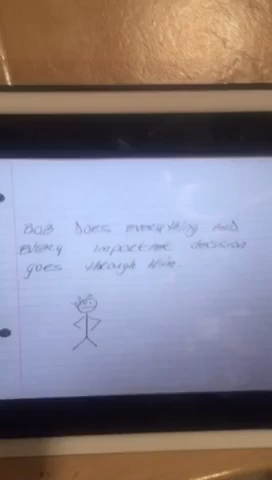 BOB Does everything AND
every important decision
goes through Him.